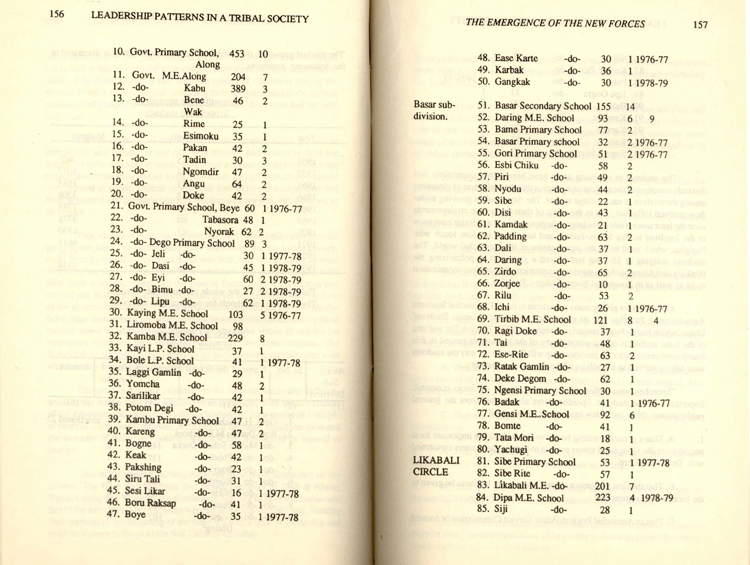 156 LEADERSHIP PATTERNS IN A TRIBAL SOCIETY
10. Govt. Primary School, 453 10
Along
11. Govt. M.E.Along 204 7
12. -do- Kabu 389 3
13. -do- Bene 46 2
Wak
14. -do- Rime 25 1
15. -do- Esimoku 35 1
16. -do- Pakan 42 2
17. -do- Tadin 30 3
18. -do- Ngomdir 47 2
19. -do- Angu 64 2
20. -do- Doke 42 2
21. Govt. Primary School, Beye 60 1 1976-77
22. -do- Tabasora 48 1
23. -do- Nyorak 62 2
24. -do- Dego Primary School 89 3
25. -do- Jeli -do- 30 1 1977-78
26. -do- Dasi -do- 45 1 1978-79
27. -do- Eyi -do- 60 2 1978-79
28. -do- Bimu -do- 27 2 1978-79
29. -do- Lipu -do- 62 1 1978-79
30. Kaying M.E. School 103 5 1976-77
31. Liromoba M.E. School 98
32. Kamba M.E. School 229 8
33. Kayi L.P. School 37 1
34. Bole L.P. School 41 1 1977-78
35. Laggi Gamlin -do- 29 1
36. Yomcha -do- 48 2
37. Sarilikar -do- 42 1
38. Potom Degi -do- 42 1
39. Kambu Primary School 47 2
40. Kareng -do- 47 2
41. Bogne -do- 58 1
42. Keak -do- 42 1
43. Pakshing -do- 23 1
44. Siru Tali -do- 31 1
45. Sesi Likar -do- 16 1 1977-78
46. Boru Raksap -do- 41 1
47. Boye -do- 35 1 1977-78
THE EMERGENCE OF THE NEW FORCES 157
48. Ease Karte -do- 30 1 1976-77
49. Karbak -do- 36 1
50. Gangkak -do- 30 1 1978-79
Basar sub- 51. Basar Secondary School 155 14
division. 52. Daring M.E. School 93 6 9
53. Bame Primary School 77 2
54. Basar Primary school 32 2 1976-77
55. Gori Primary School 51 2 1976-77
56. Esbi Chiku -do- 58 2
57. Piri -do- 49 2
58. Nyodu -do- 44 2
59. Sibe -do- 22 1
60. Disi -do- 43 1
61. Kamdak -do- 21 1
62. Padding -do- 63 2
63. Dali -do- 37 1
64. Daring -do- 37 1
65. Zirdo -do- 65 2
66. Zorjee -do- 10 1
67. Rilu -do- 53 2
68. Ichi -do- 26 1 1976-77
69. Tirbib M.E. School 121 8 4
70. Ragi Doke -do- 37 1
71. Tai -do- 48 1
72. Ese-Rite -do- 63 2
73. Ratak Gamlin -do- 27 1
74. Deke Degom -do- 62 1
75. Ngensi Primary School 30 1
76. Badak -do- 41 1 1976-77
77. Gensi M.E. School 92 6
78. Bomte -do- 41 1
79. Tata Mori -do- 18 1
80. Yachugi -do- 25 1
LIKABALI 81. Sibe Primary School 53 1 1977-78
CIRCLE 82. Sibe Rite -do- 57 1
83. Likabali M.E. -do- 201 7
84. Dipa M.E. School 223 4 1978-79
85. Siji -do- 28 1